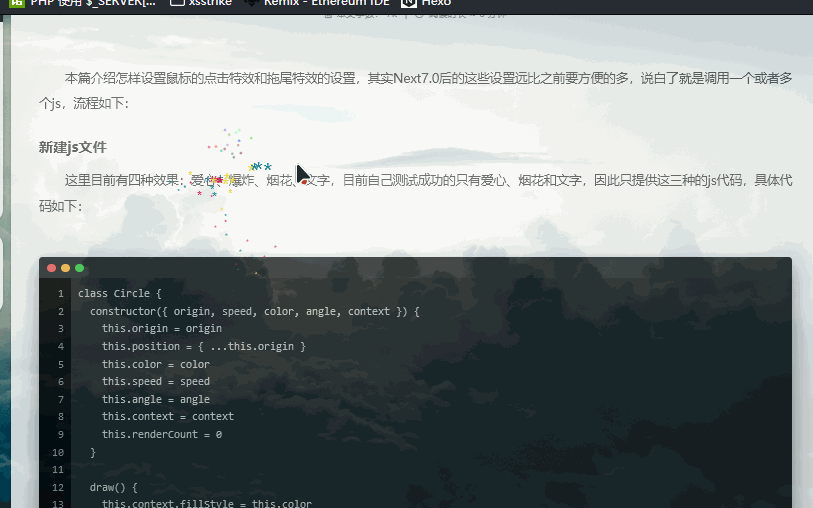 PHP 使用 $_SERVER[... xsstrike Remix - Ethereum IDE Hexo
本篇介绍怎样设置鼠标的点击特效和拖尾特效的设置，其实Next7.0后的这些设置远比之前要方便的多，说白了就是调用一个或者多
个js，流程如下：
新建js文件
这里目前有四种效果：爱心、爆炸、烟花、文字，目前自己测试成功的只有爱心、烟花和文字，因此只提供这三种的js代码，具体代
码如下：
1 class Circle {
2 constructor({ origin, speed, color, angle, context }) {
3 this.origin = origin
4 this.position = { ...this.origin }
5 this.color = color
6 this.speed = speed
7 this.angle = angle
8 this.context = context
9 this.renderCount = 0
10 }
11
12 draw() {
13 this.context.fillStyle = this.color